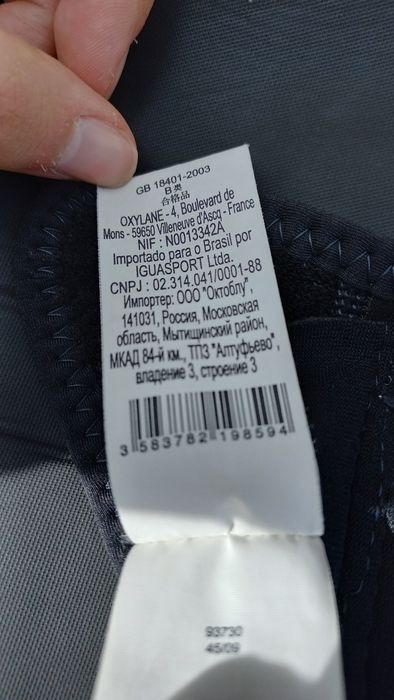 GB 18401-2003
B类
合格品
OXYLANE - 4, Boulevard de
Mons - 59650 Villeneuve d'Ascq - France
NIF : N0013342A
Importado para o Brasil por
IGUASPORT Ltda.
CNPJ : 02.314.041/0001-88
Импортер: ООО "Октоблу",
141031, Россия, Московская
область, Мытищинский район,
МКАД 84-й км., ТПЗ "Алтуфьево",
владение 3, строение 3
3 583782 198594
93730
45/09